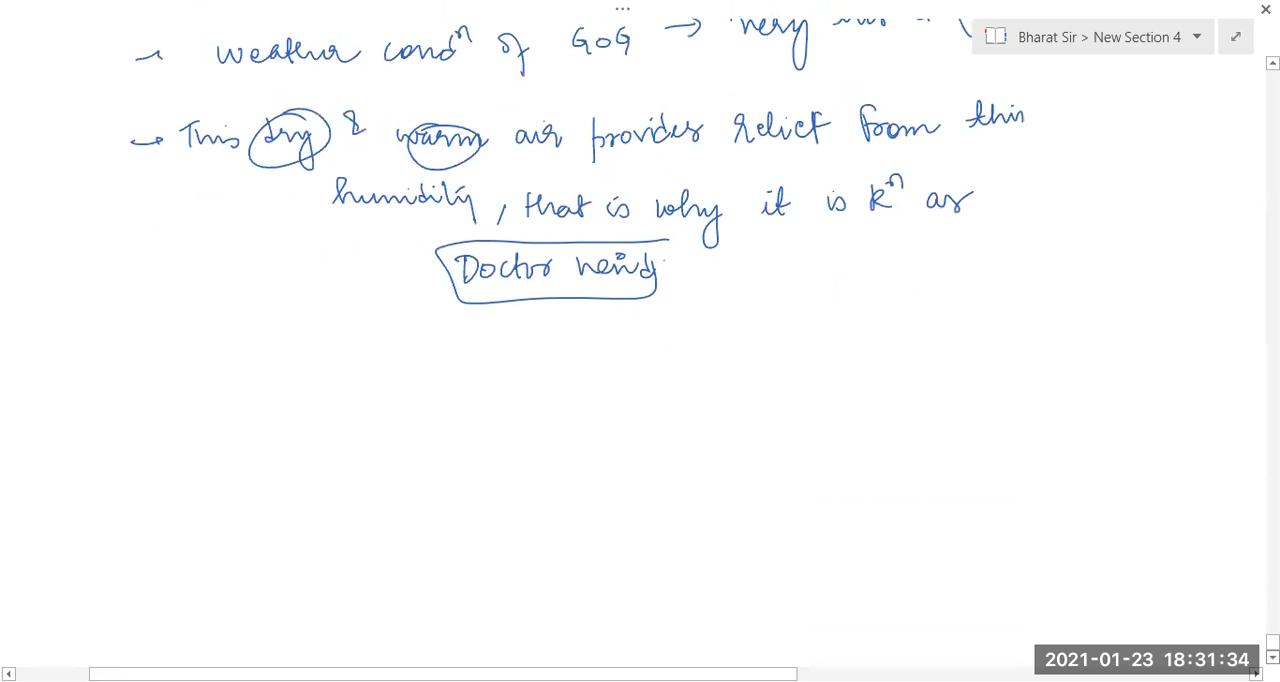 weather condⁿ of GOG → very
→ This dry & warm air provides relief from this
humidity, that is why it is kⁿ as
Doctor wind
Bharat Sir > New Section 4
2021-01-23 18:31:34